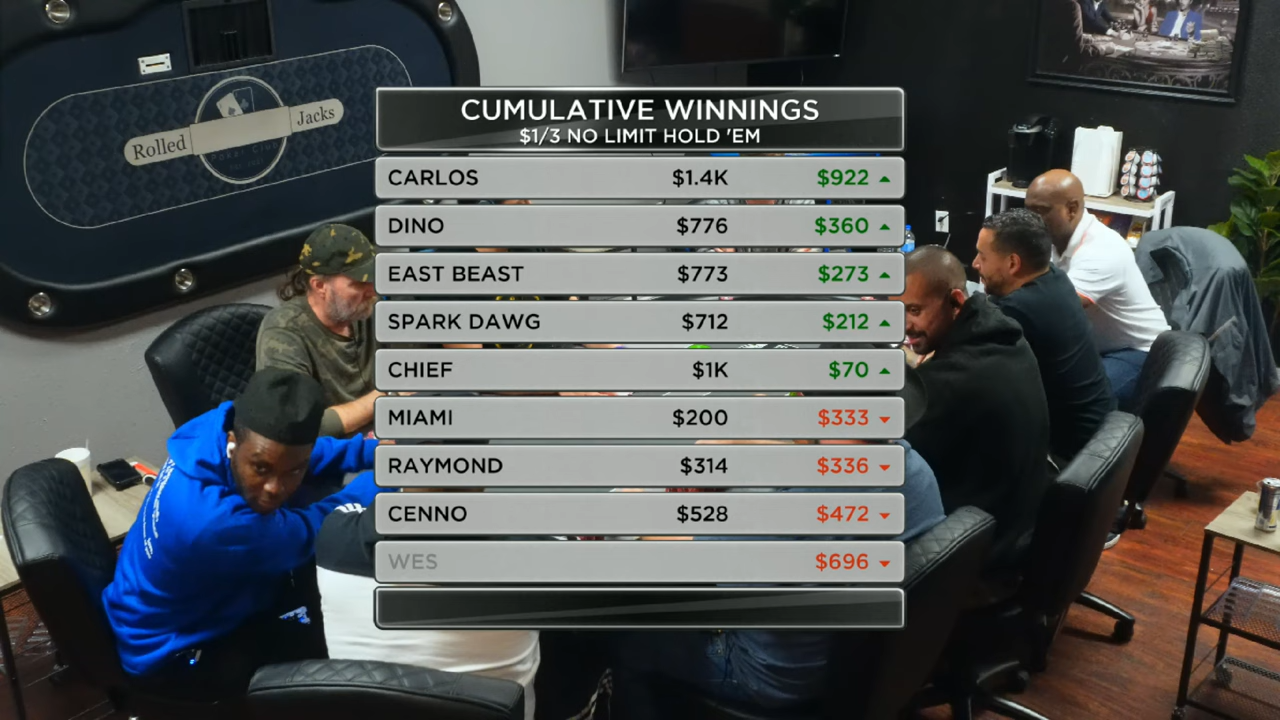 Rolled Jacks
CUMULATIVE WINNINGS
$1/3 NO LIMIT HOLD 'EM
CARLOS $1.4K $922
DINO $776 $360
EAST BEAST $773 $273
SPARK DAWG $712 $212
CHIEF $1K $70
MIAMI $200 $333
RAYMOND $314 $336
CENNO $528 $472
WES $696